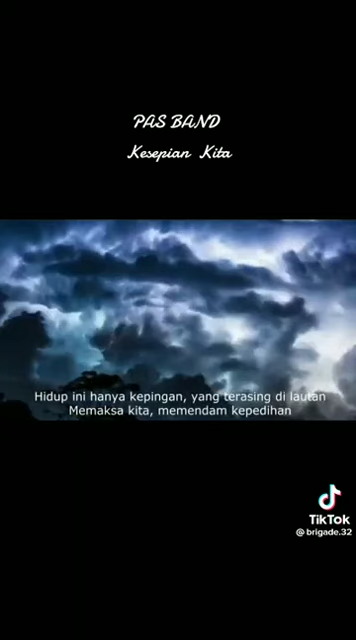 PAS BAND
Kesepian Kita
Hidup ini hanya kepingan, yang terasing di lautan
Memaksa kita, memendam kepedihan
TikTok
@brigade.32